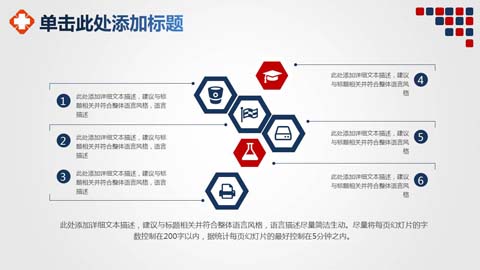 单击此处添加标题
1
此处添加详细文本描述，建议与标
题相关并符合整体语言风格，语言
描述
2
此处添加详细文本描述，建议与标
题相关并符合整体语言风格，语言
描述
3
此处添加详细文本描述，建议与标
题相关并符合整体语言风格，语言
描述
此处添加详细文本描述，建议
与标题相关并符合整体语言风
格
4
此处添加详细文本描述，建议
与标题相关并符合整体语言风
格
5
此处添加详细文本描述，建议
与标题相关并符合整体语言风
格
6
此处添加详细文本描述，建议与标题相关并符合整体语言风格，语言描述尽量简洁生动。尽量将每页幻灯片的字
数控制在200字以内，据统计每页幻灯片的最好控制在5分钟之内。